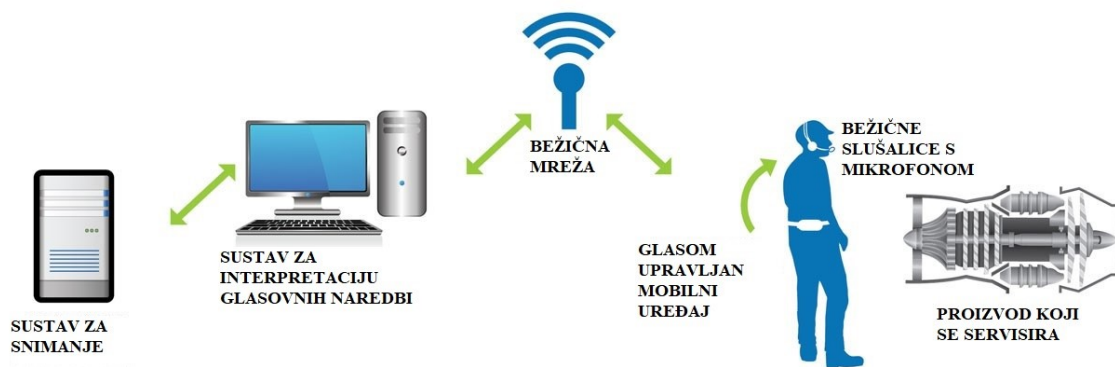 SUSTAV ZA
SNIMANJE
SUSTAV ZA
INTERPRETACIJU
GLASOVNIH NAREDBI
BEŽIČNA
MREŽA
GLASOM
UPRAVLJAN
MOBILNI
UREĐAJ
BEŽIČNE
SLUŠALICE S
MIKROFONOM
PROIZVOD KOJI
SE SERVISIRA